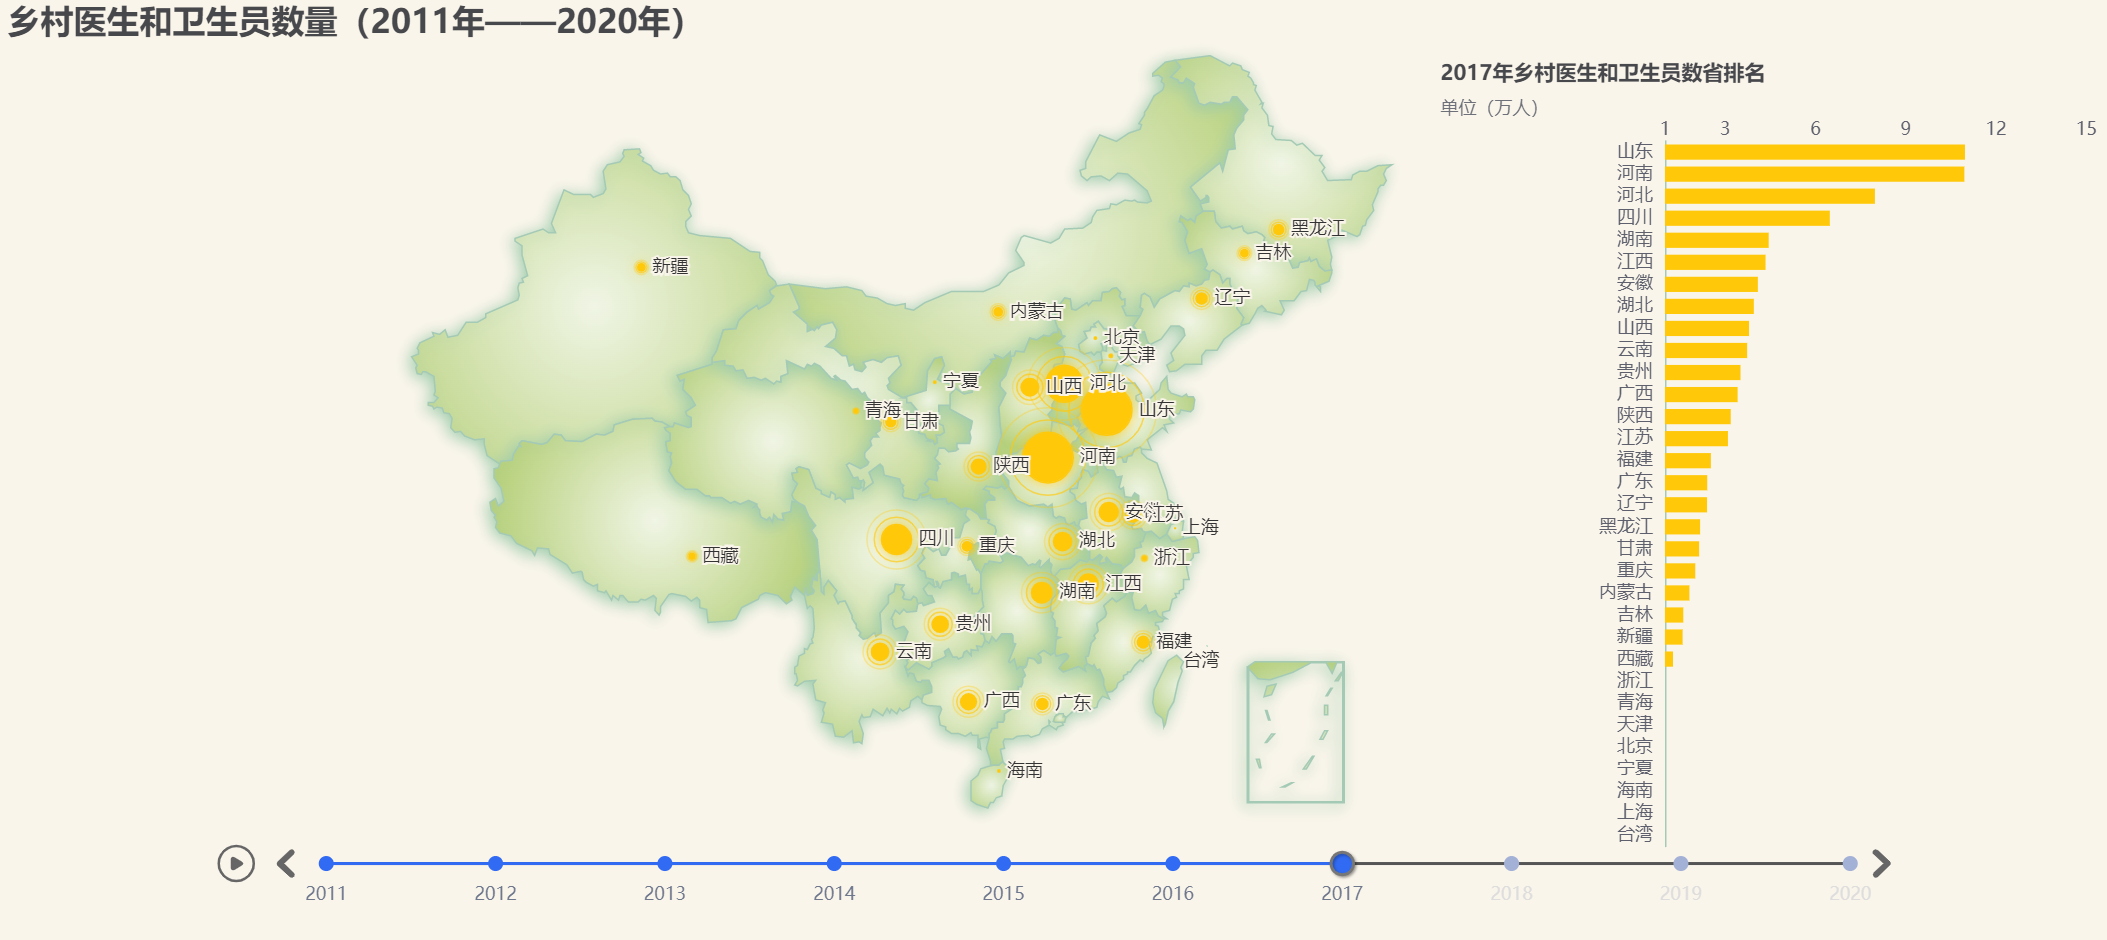 乡村医生和卫生员数量（2011年——2020年）
2017年乡村医生和卫生员数省排名
单位（万人）
1 3 6 9 12 15
山东
河南
河北
四川
湖南
江西
安徽
湖北
山西
云南
贵州
广西
陕西
江苏
福建
广东
辽宁
黑龙江
甘肃
重庆
内蒙古
吉林
新疆
西藏
浙江
青海
天津
北京
宁夏
海南
上海
台湾
黑龙江
吉林
新疆
辽宁
内蒙古
北京
天津
宁夏
山西
河北
青海
山东
甘肃
河南
陕西
安徽
江苏
上海
四川
湖北
重庆
西藏
浙江
江西
湖南
贵州
福建
云南
台湾
广西
广东
海南
2011 2012 2013 2014 2015 2016 2017 2018 2019 2020